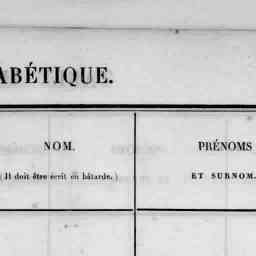 ABÉTIQUE.
NOM.
PRÉNOMS
(Il doit être écrit en bâtarde.)
ET SURNOM.